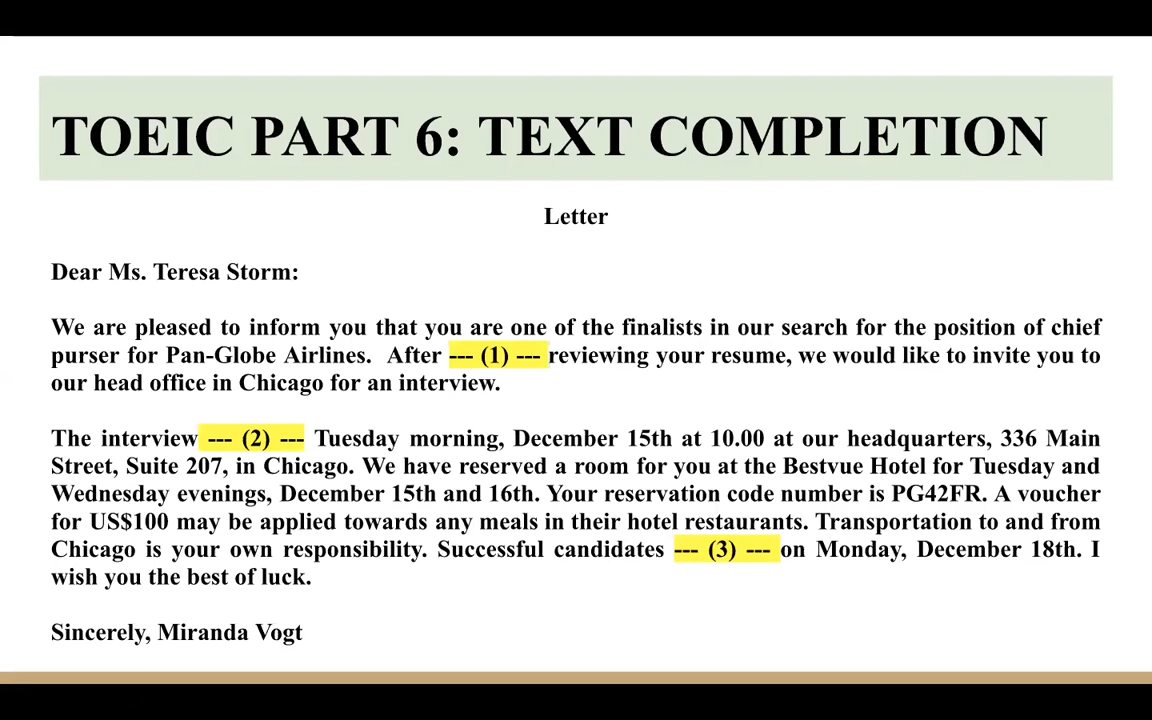 TOEIC PART 6: TEXT COMPLETION
Letter
Dear Ms. Teresa Storm:
We are pleased to inform you that you are one of the finalists in our search for the position of chief
purser for Pan-Globe Airlines. After --- (1) --- reviewing your resume, we would like to invite you to
our head office in Chicago for an interview.
The interview --- (2) --- Tuesday morning, December 15th at 10.00 at our headquarters, 336 Main
Street, Suite 207, in Chicago. We have reserved a room for you at the Bestvue Hotel for Tuesday and
Wednesday evenings, December 15th and 16th. Your reservation code number is PG42FR. A voucher
for US$100 may be applied towards any meals in their hotel restaurants. Transportation to and from
Chicago is your own responsibility. Successful candidates --- (3) --- on Monday, December 18th. I
wish you the best of luck.
Sincerely, Miranda Vogt